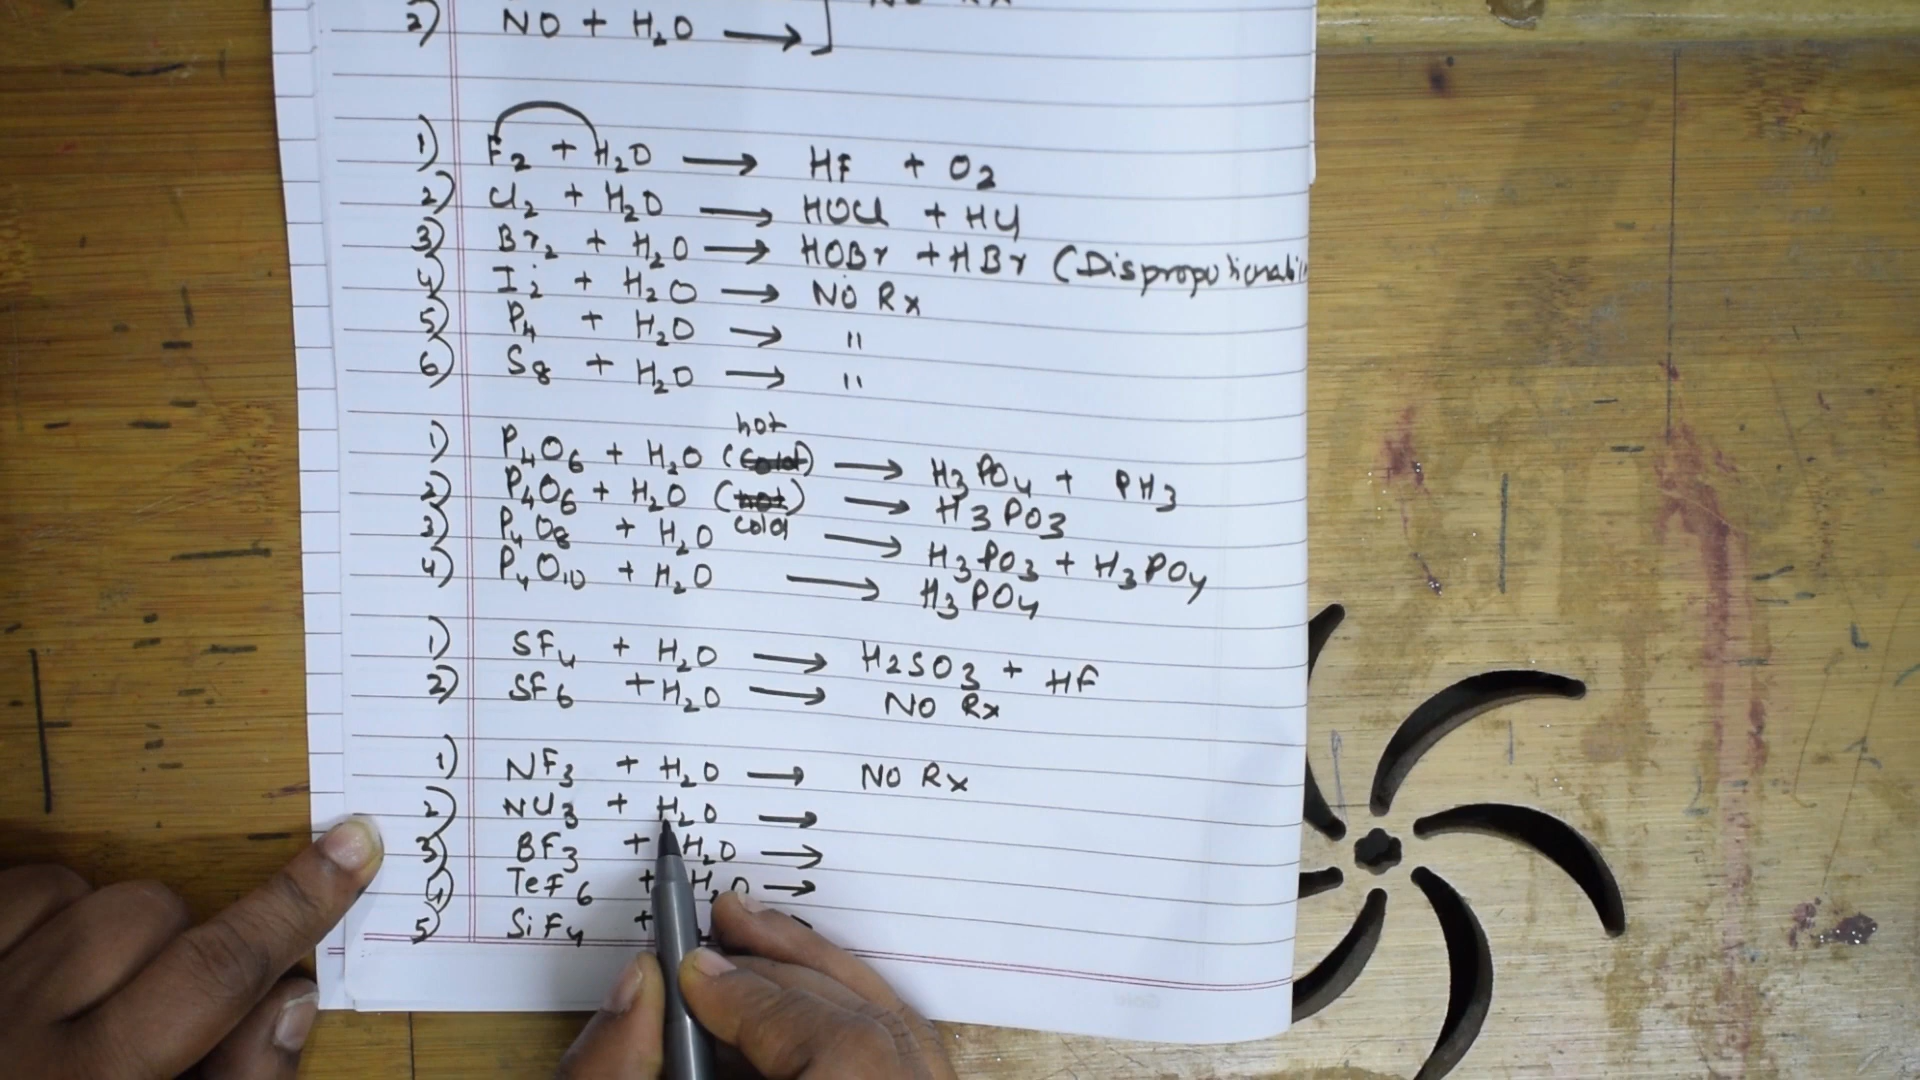 2) NO + H₂O ⟶ ]
1) F₂ + H₂O ⟶ HF + O₂
2) Cl₂ + H₂O ⟶ HOCl + HCl
3) Br₂ + H₂O ⟶ HOBr + HBr (Disproportionati
4) I₂ + H₂O ⟶ NO Rx
5) P₄ + H₂O ⟶ "
6) S₈ + H₂O ⟶ "
hot
1) P₄O₆ + H₂O (cold) ⟶ H₃PO₄ + PH₃
2) P₄O₆ + H₂O (hot) ⟶ H₃PO₃
cold
3) P₄O₈ + H₂O ⟶ H₃PO₃ + H₃PO₄
4) P₄O₁₀ + H₂O ⟶ H₃PO₄
1) SF₄ + H₂O ⟶ H2SO₃ + HF
2) SF₆ + H₂O ⟶ NO Rx
1) NF₃ + H₂O ⟶ NO Rx
2) NCl₃ + H₂O ⟶
3) BF₃ + H₂O ⟶
4) TeF₆ + H₂O ⟶
5) SiF₄ +